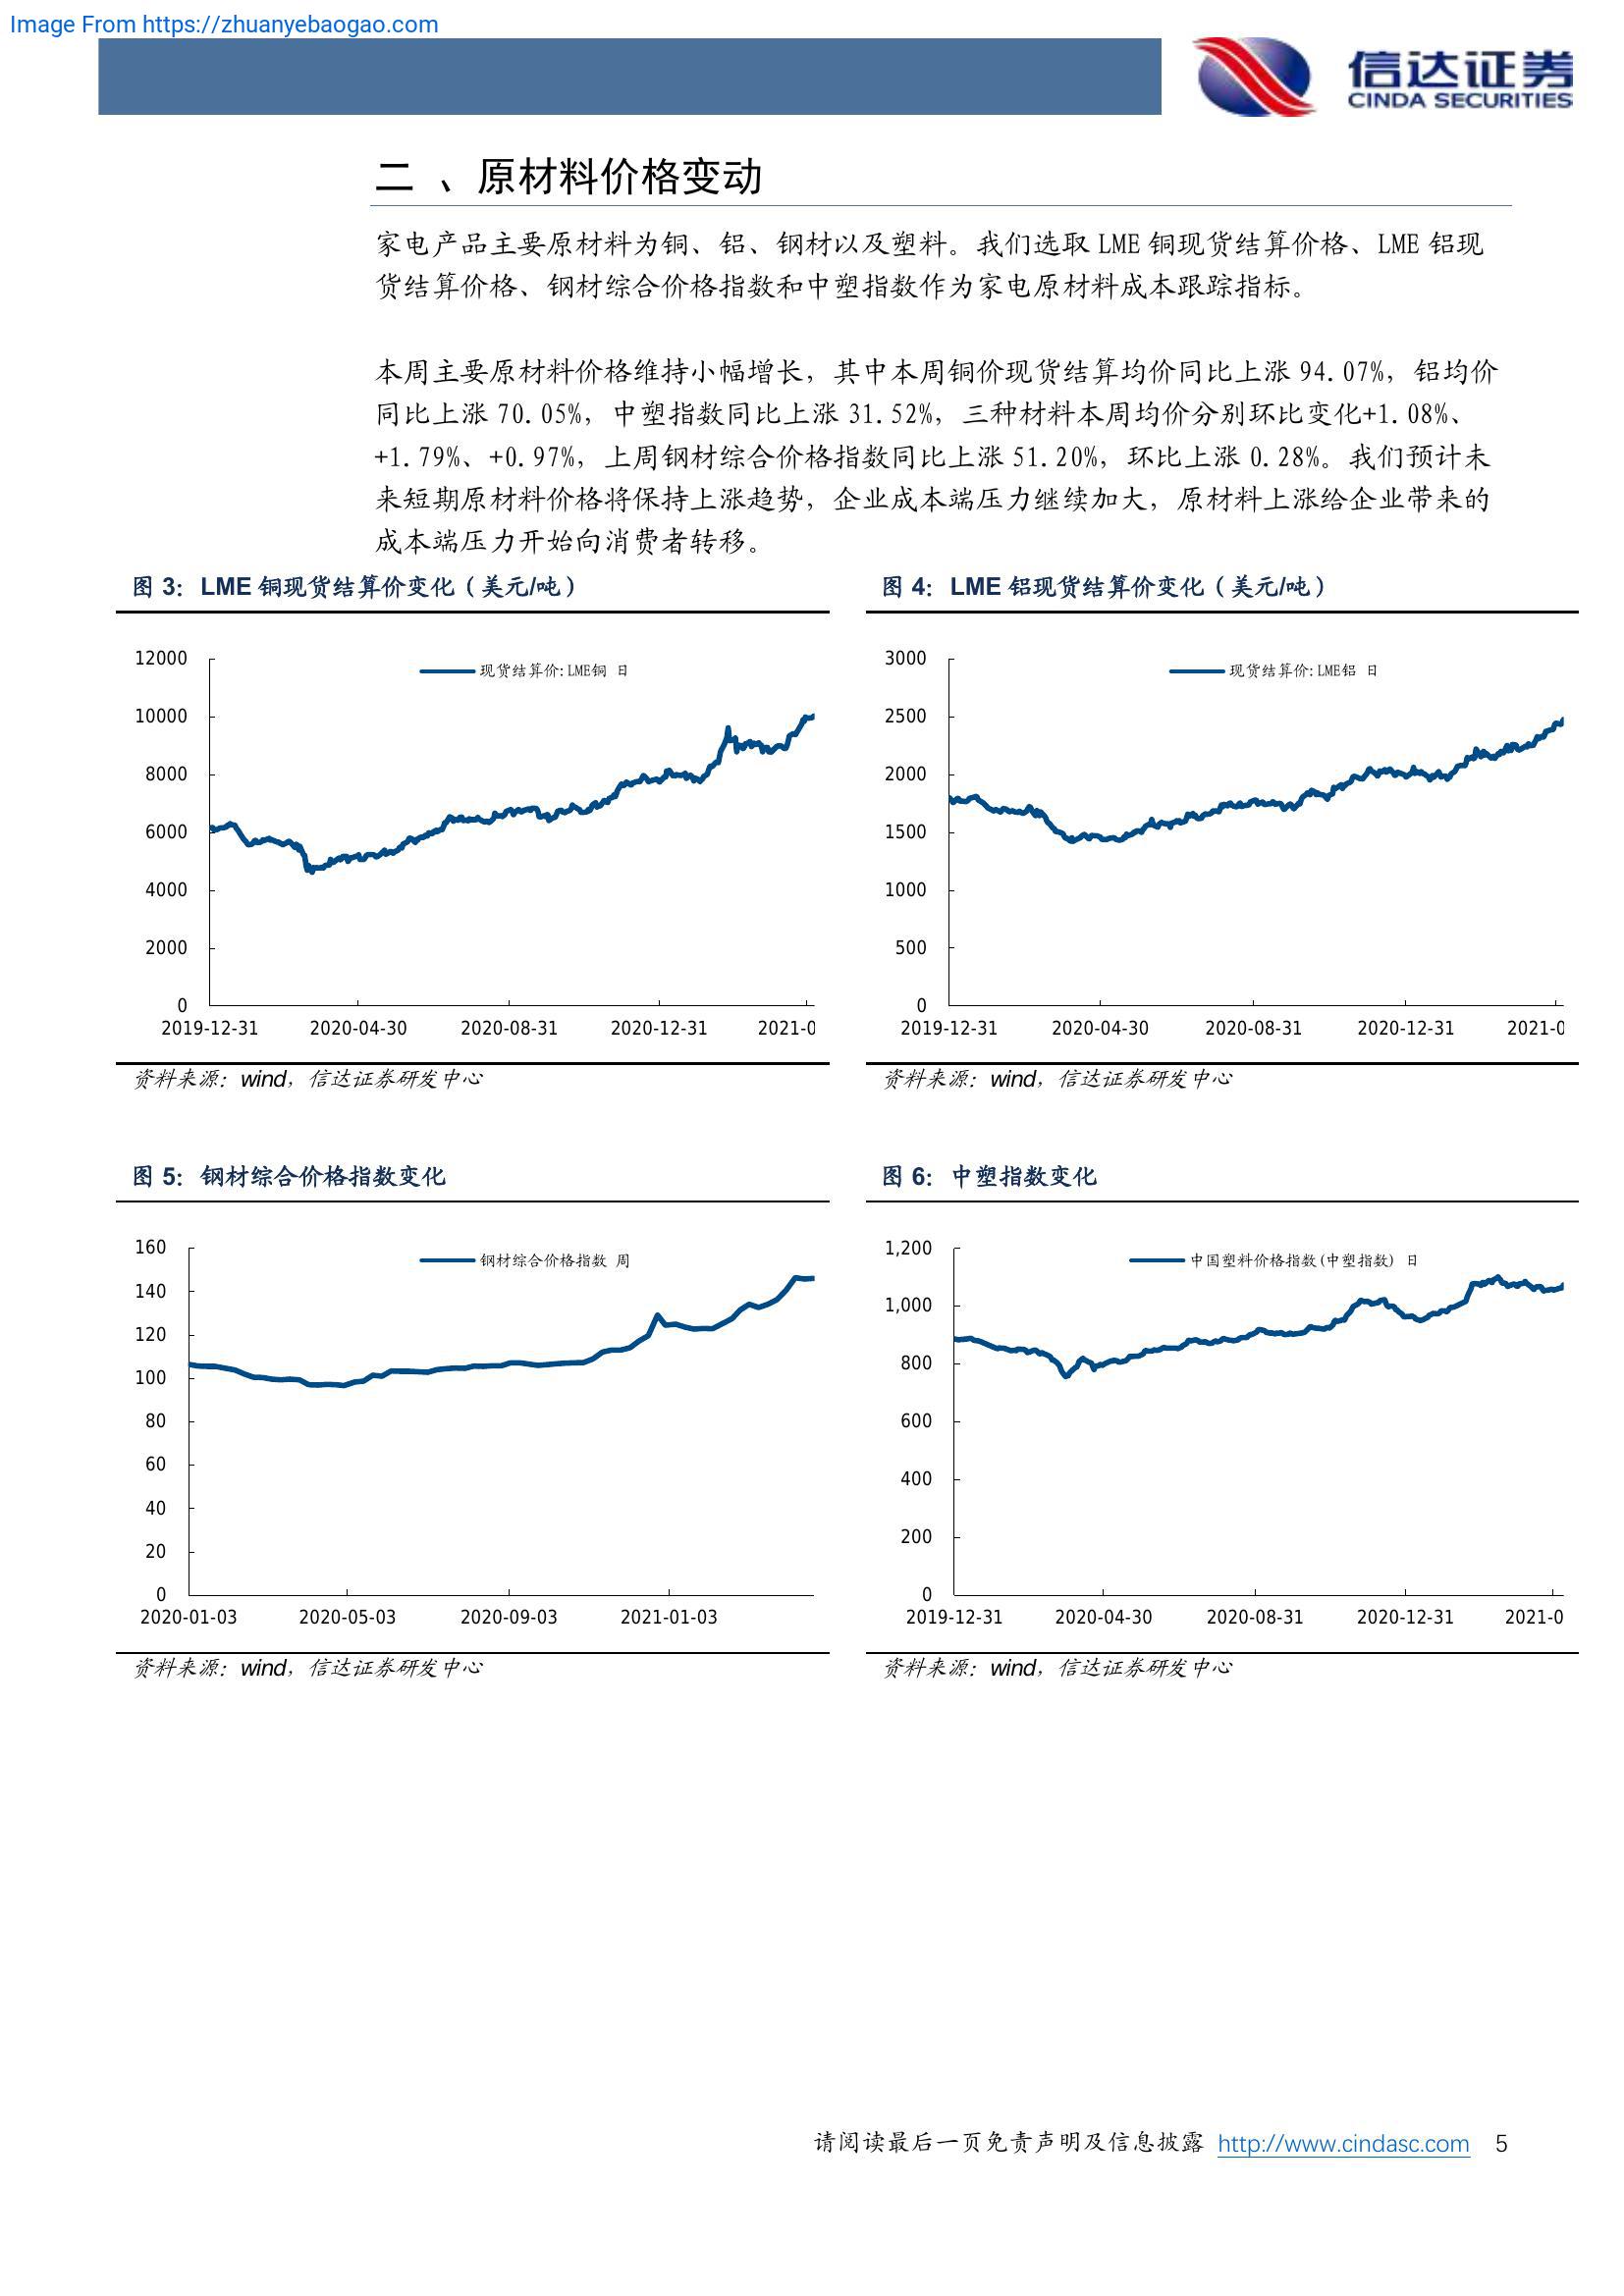 Image From https://zhuanyebaogao.com
信达证券
CINDA SECURITIES
二 、原材料价格变动
家电产品主要原材料为铜、铝、钢材以及塑料。我们选取 LME 铜现货结算价格、LME 铝现
货结算价格、钢材综合价格指数和中塑指数作为家电原材料成本跟踪指标。
本周主要原材料价格维持小幅增长，其中本周铜价现货结算均价同比上涨 94.07%，铝均价
同比上涨 70.05%，中塑指数同比上涨 31.52%，三种材料本周均价分别环比变化+1.08%、
+1.79%、+0.97%，上周钢材综合价格指数同比上涨 51.20%，环比上涨 0.28%。我们预计未
来短期原材料价格将保持上涨趋势，企业成本端压力继续加大，原材料上涨给企业带来的
成本端压力开始向消费者转移。
图 3：LME 铜现货结算价变化（美元/吨）
12000
10000
8000
6000
4000
2000
0
现货结算价:LME铜 日
2019-12-31 2020-04-30 2020-08-31 2020-12-31 2021-0
资料来源：wind，信达证券研发中心
图 4：LME 铝现货结算价变化（美元/吨）
3000
2500
2000
1500
1000
500
0
现货结算价:LME铝 日
2019-12-31 2020-04-30 2020-08-31 2020-12-31 2021-0
资料来源：wind，信达证券研发中心
图 5：钢材综合价格指数变化
160
140
120
100
80
60
40
20
0
钢材综合价格指数 周
2020-01-03 2020-05-03 2020-09-03 2021-01-03
资料来源：wind，信达证券研发中心
图 6：中塑指数变化
1,200
1,000
800
600
400
200
0
中国塑料价格指数(中塑指数) 日
2019-12-31 2020-04-30 2020-08-31 2020-12-31 2021-0
资料来源：wind，信达证券研发中心
请阅读最后一页免责声明及信息披露 http://www.cindasc.com 5